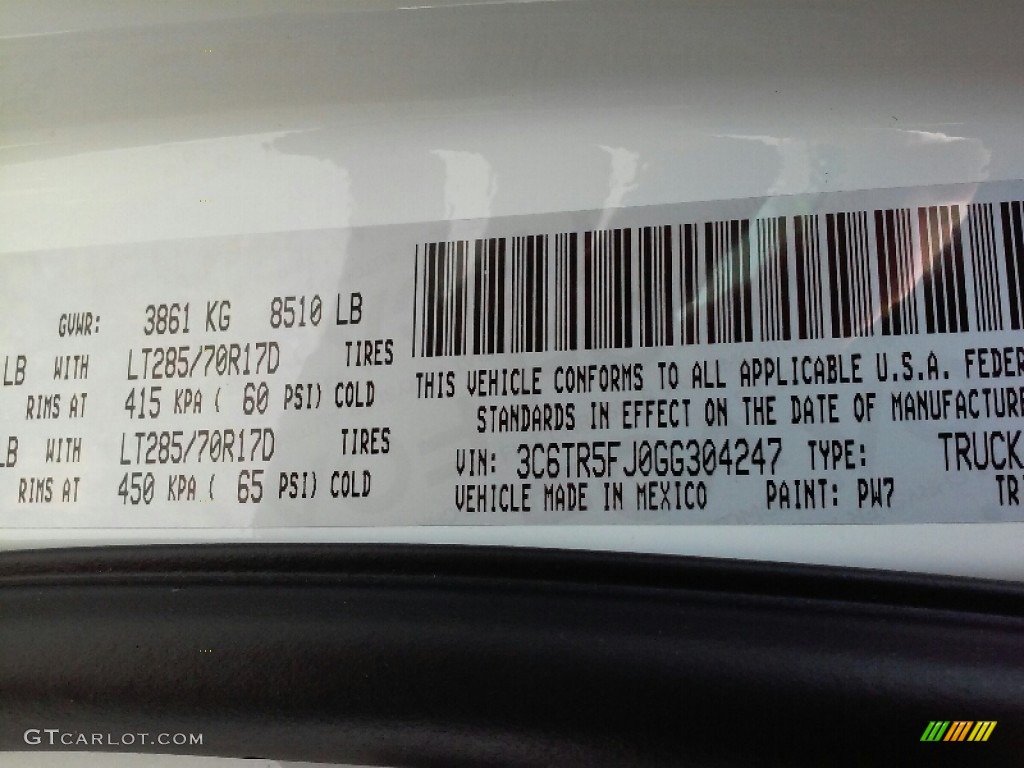 GVWR: 3861 KG 8510 LB
LB WITH LT285/70R17D TIRES
RIMS AT 415 KPA ( 60 PSI) COLD
LB WITH LT285/70R17D TIRES
RIMS AT 450 KPA ( 65 PSI) COLD
THIS VEHICLE CONFORMS TO ALL APPLICABLE U.S.A. FEDER
STANDARDS IN EFFECT ON THE DATE OF MANUFACTURE
VIN: 3C6TR5FJ0GG304247 TYPE: TRUCK
VEHICLE MADE IN MEXICO PAINT: PW7 TR
GTCARLOT.COM